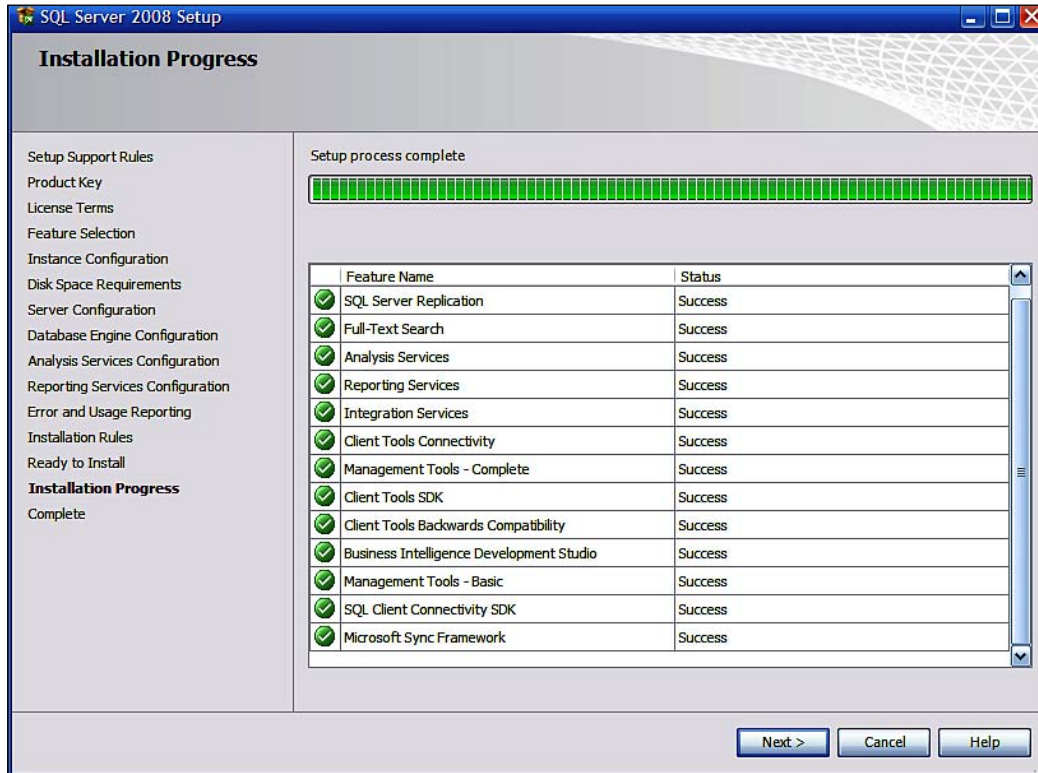 SQL Server 2008 Setup
Installation Progress
Setup Support Rules
Product Key
License Terms
Feature Selection
Instance Configuration
Disk Space Requirements
Server Configuration
Database Engine Configuration
Analysis Services Configuration
Reporting Services Configuration
Error and Usage Reporting
Installation Rules
Ready to Install
Installation Progress
Complete
Setup process complete
Feature Name Status
SQL Server Replication Success
Full-Text Search Success
Analysis Services Success
Reporting Services Success
Integration Services Success
Client Tools Connectivity Success
Management Tools - Complete Success
Client Tools SDK Success
Client Tools Backwards Compatibility Success
Business Intelligence Development Studio Success
Management Tools - Basic Success
SQL Client Connectivity SDK Success
Microsoft Sync Framework Success
Next > Cancel Help